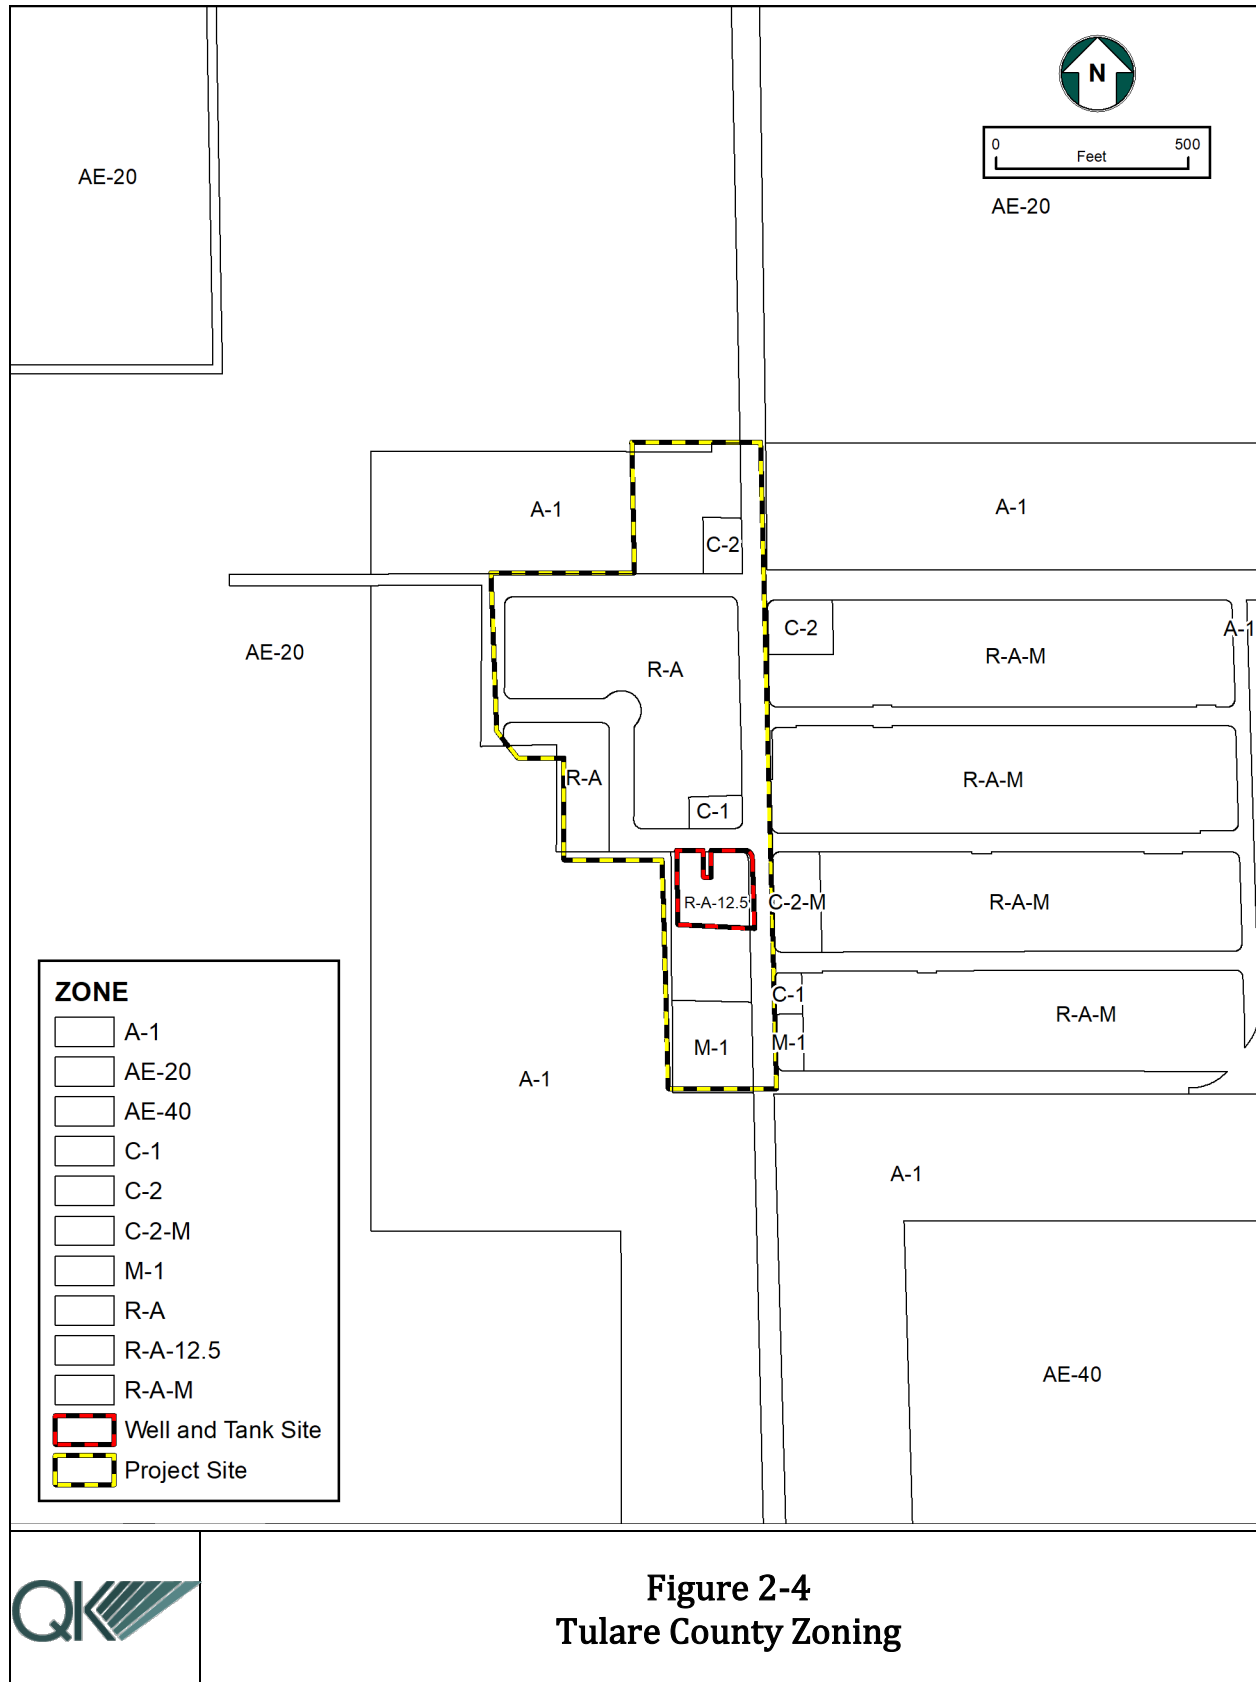 N
0 500
Feet
AE-20
AE-20
A-1
A-1
C-2
C-2
A-1
AE-20
R-A
R-A-M
R-A
R-A-M
C-1
R-A-12.5
C-2-M
R-A-M
C-1
R-A-M
M-1
M-1
A-1
A-1
AE-40
ZONE
A-1
AE-20
AE-40
C-1
C-2
C-2-M
M-1
R-A
R-A-12.5
R-A-M
Well and Tank Site
Project Site
QK
Figure 2-4
Tulare County Zoning